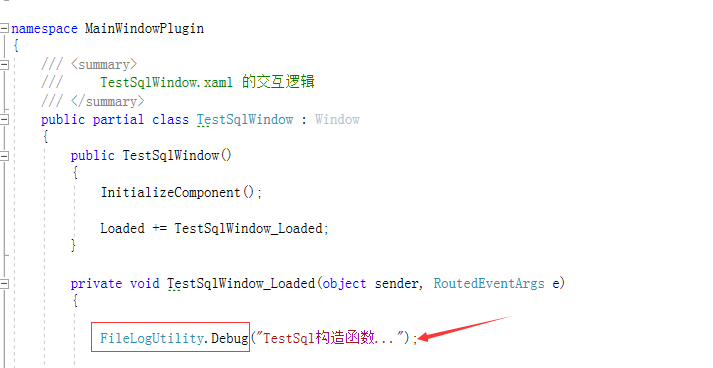 namespace MainWindowPlugin
{
/// <summary>
/// TestSqlWindow.xaml 的交互逻辑
/// </summary>
public partial class TestSqlWindow : Window
{
public TestSqlWindow()
{
InitializeComponent();
Loaded += TestSqlWindow_Loaded;
}
private void TestSqlWindow_Loaded(object sender, RoutedEventArgs e)
{
FileLogUtility.Debug("TestSql构造函数...");